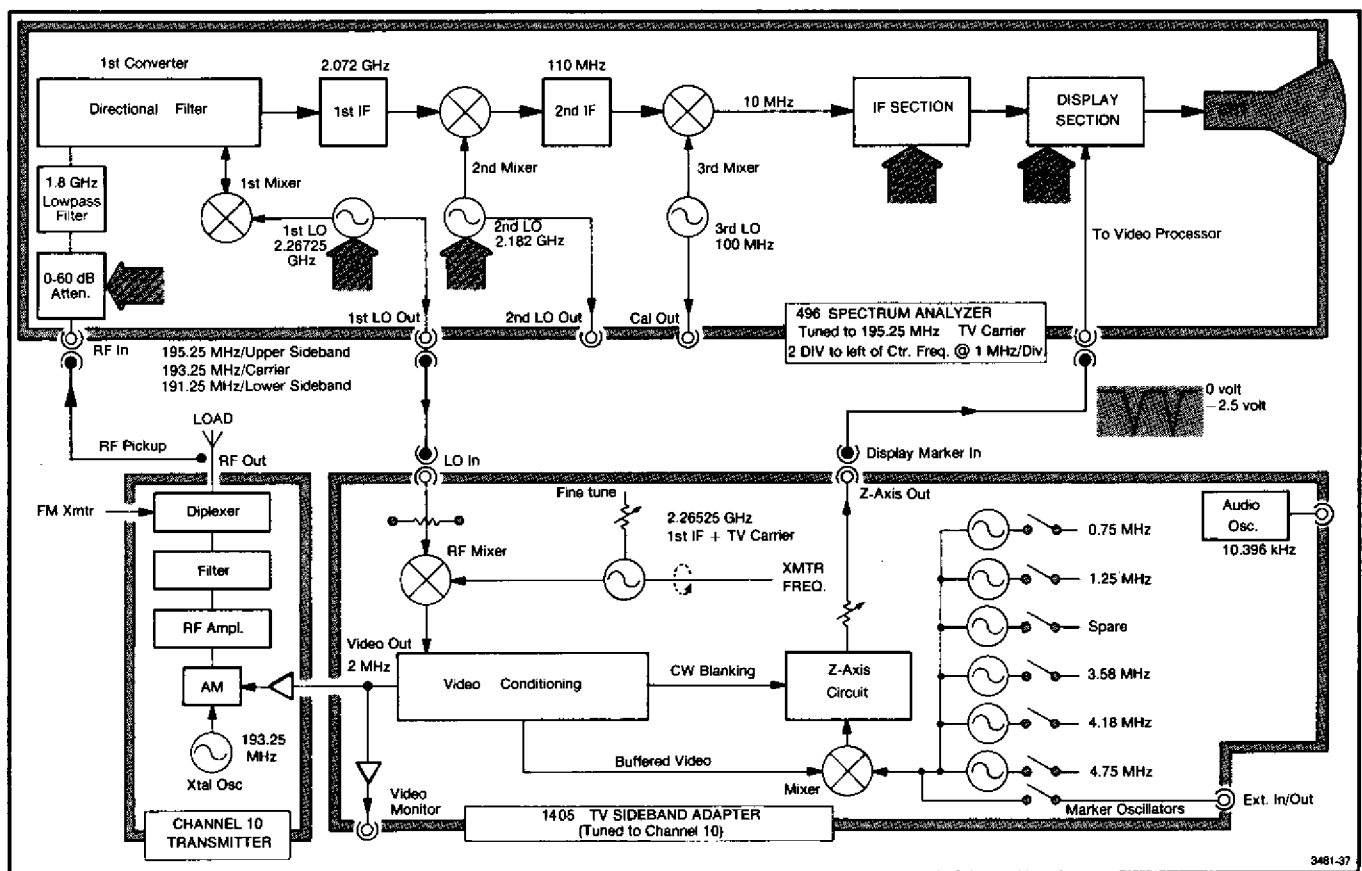 1st Converter
Directional Filter
2.072 GHz
1st IF
110 MHz
2nd IF
10 MHz
IF SECTION
DISPLAY
SECTION
1.8 GHz
Lowpass
Filter
1st Mixer
2nd Mixer
3rd Mixer
1st LO
2.26725
GHz
2nd LO
2.182 GHz
3rd LO
100 MHz
To Video Processor
0-60 dB
Atten.
1st LO Out
2nd LO Out
Cal Out
496 SPECTRUM ANALYZER
Tuned to 195.25 MHz TV Carrier
2 DIV to left of Ctr. Freq. @ 1 MHz/Div.
RF In
195.25 MHz/Upper Sideband
193.25 MHz/Carrier
191.25 MHz/Lower Sideband
0 volt
−2.5 volt
LOAD
RF Pickup
RF Out
LO In
Display Marker In
Z-Axis Out
FM Xmtr
Diplexer
Filter
RF Ampl.
AM
193.25
MHz
Xtal Osc
CHANNEL 10
TRANSMITTER
Fine tune
2.26525 GHz
1st IF + TV Carrier
RF Mixer
XMTR
FREQ.
Video Out
2 MHz
Video Conditioning
CW Blanking
Z-Axis
Circuit
Buffered Video
Mixer
Video
Monitor
0.75 MHz
1.25 MHz
Spare
3.58 MHz
4.18 MHz
4.75 MHz
Marker Oscillators
Audio
Osc.
10.396 kHz
Ext. In/Out
1405 TV SIDEBAND ADAPTER
(Tuned to Channel 10)
3461-37